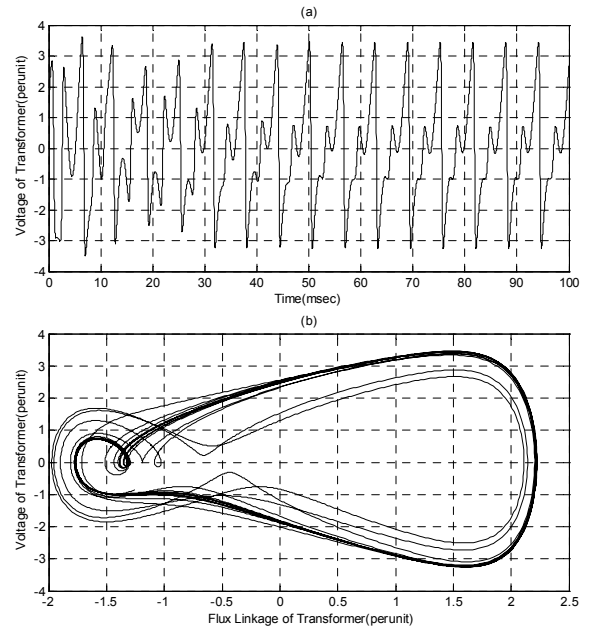 (a)
Voltage of Transformer(perunit)
4
3
2
1
0
-1
-2
-3
-4
0 10 20 30 40 50 60 70 80 90 100
Time(msec)
(b)
Voltage of Transformer(perunit)
4
3
2
1
0
-1
-2
-3
-4
-2 -1.5 -1 -0.5 0 0.5 1 1.5 2 2.5
Flux Linkage of Transformer(perunit)